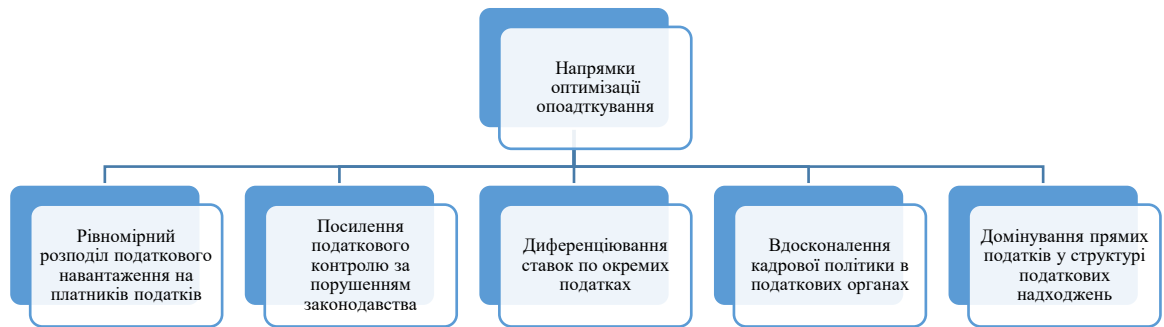 Напрямки
оптимізації
опоадткування
Рівномірний
розподіл податкового
навантаження на
платників податків
Посилення
податкового
контролю за
порушенням
законодавства
Диференціювання
ставок по окремих
податках
Вдосконалення
кадрової політики в
податкових органах
Домінування прямих
податків у структурі
податкових
надходжень